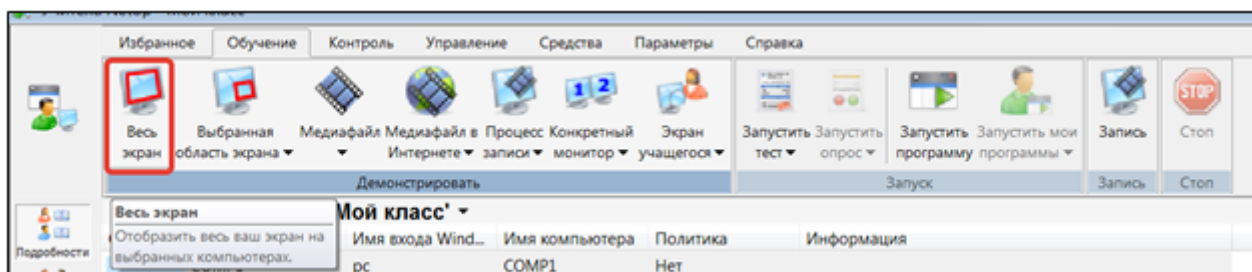 Избранное Обучение Контроль Управление Средства Параметры Справка
Весь экран
Выбранная область экрана
Медиафайл
Медиафайл в Интернете
Процесс записи
Конкретный монитор
1 2
Экран учащегося
Запустить тест
Запустить опрос
Запустить программу
Запустить мои программы
Запись
STOP
Стоп
Демонстрировать Запуск Запись Стоп
Весь экран
Отобразить весь ваш экран на
выбранных компьютерах.
Мой класс'
Подробности
Имя входа Wind... Имя компьютера Политика Информация
pc COMP1 Нет